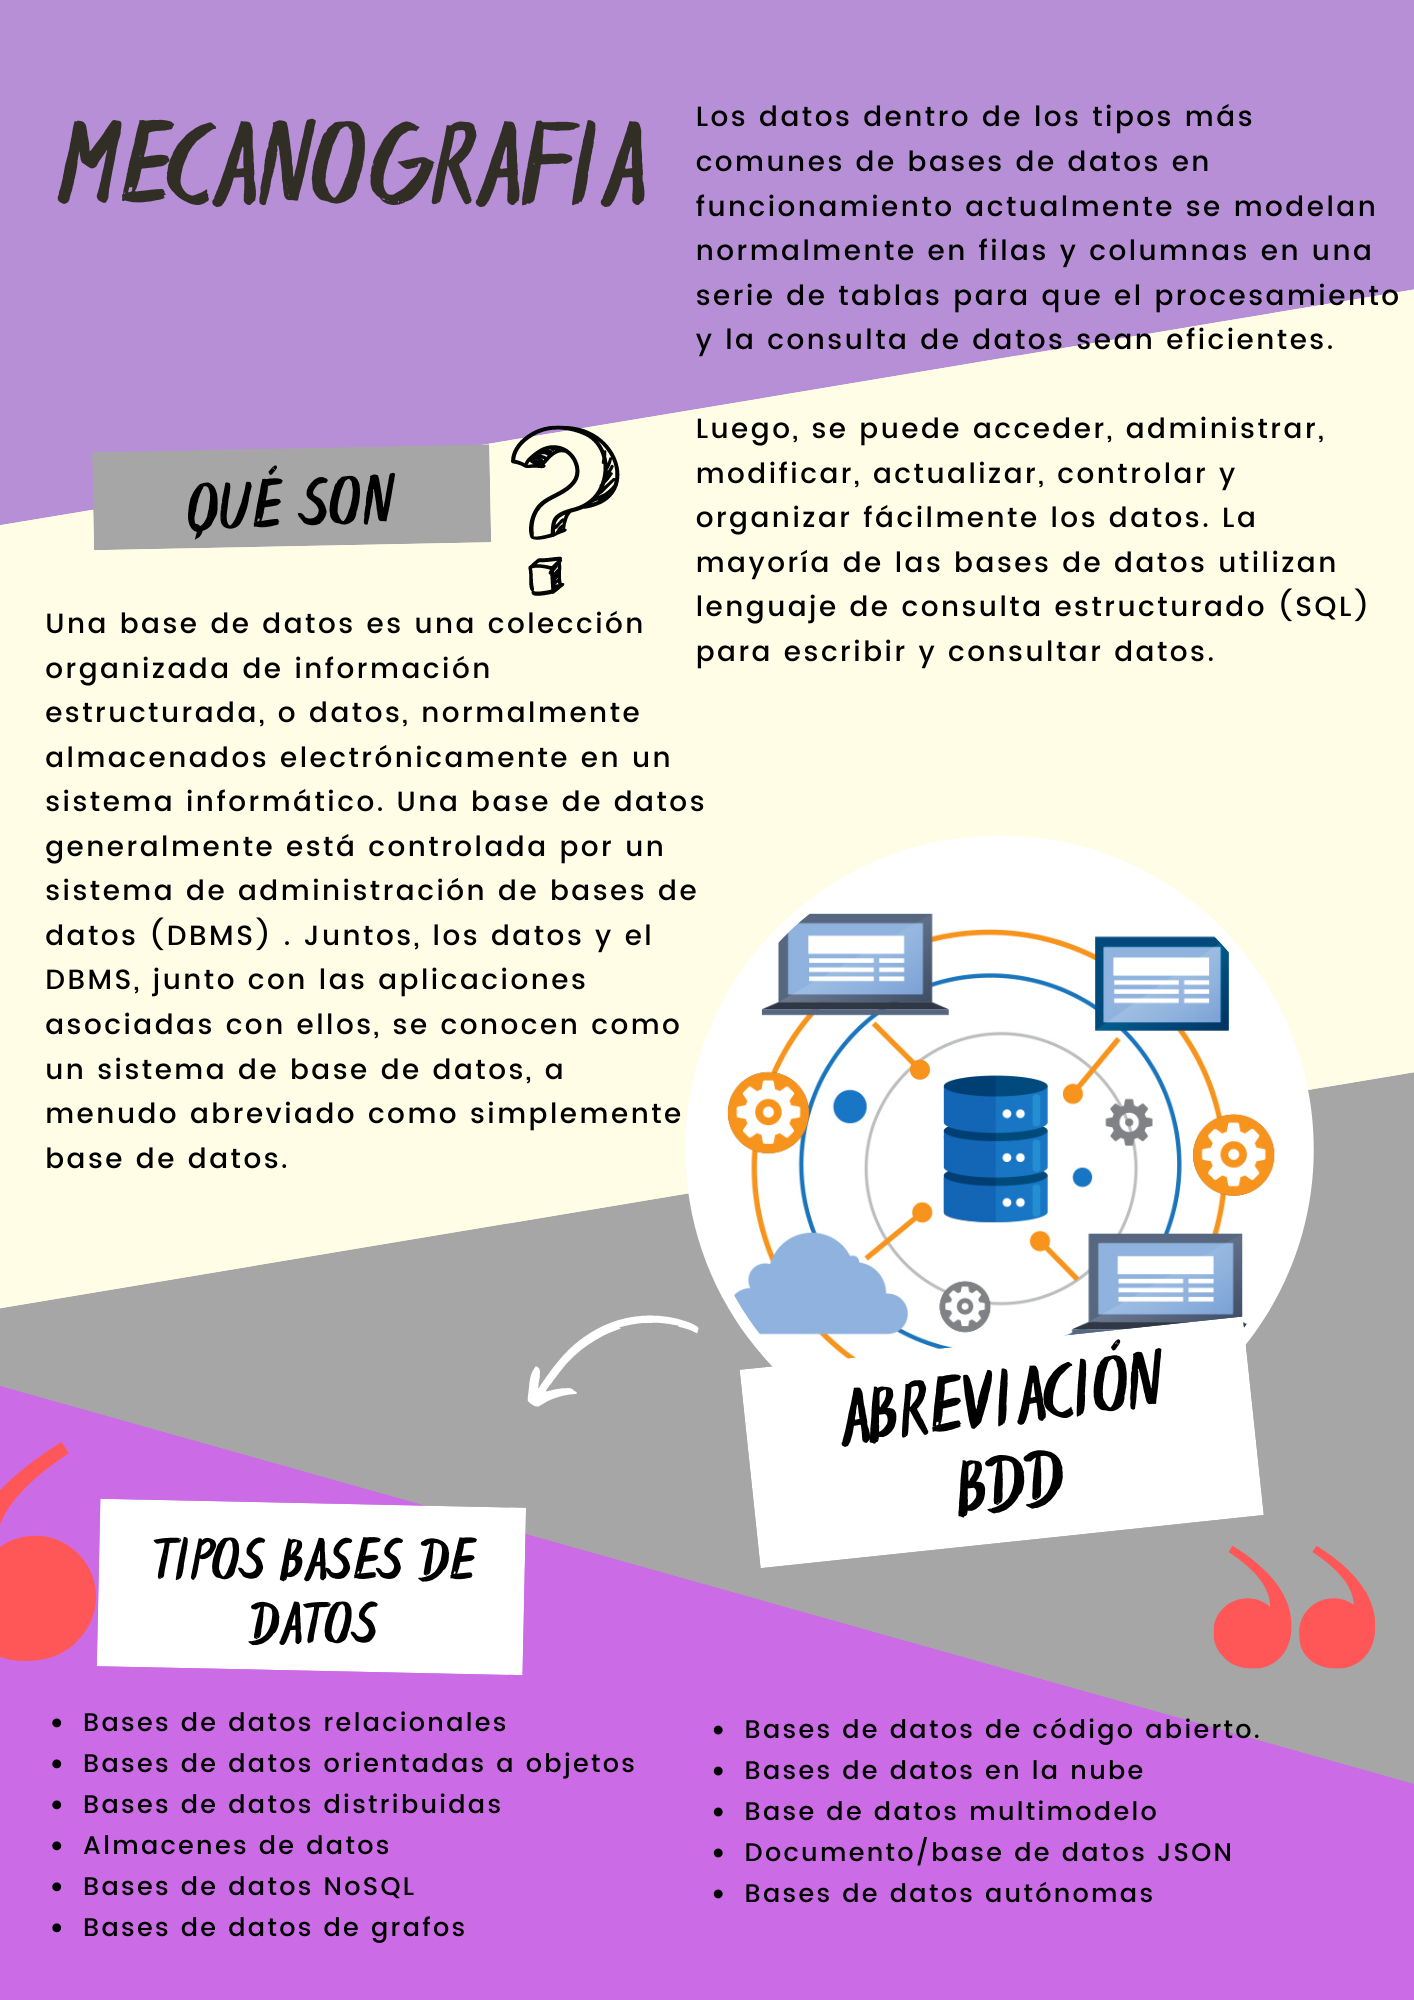 MECANOGRAFIA
QUÉ SON
?
Una base de datos es una colección
organizada de información
estructurada, o datos, normalmente
almacenados electrónicamente en un
sistema informático. Una base de datos
generalmente está controlada por un
sistema de administración de bases de
datos (DBMS) . Juntos, los datos y el
DBMS, junto con las aplicaciones
asociadas con ellos, se conocen como
un sistema de base de datos, a
menudo abreviado como simplemente
base de datos.
Los datos dentro de los tipos más
comunes de bases de datos en
funcionamiento actualmente se modelan
normalmente en filas y columnas en una
serie de tablas para que el procesamiento
y la consulta de datos sean eficientes.
Luego, se puede acceder, administrar,
modificar, actualizar, controlar y
organizar fácilmente los datos. La
mayoría de las bases de datos utilizan
lenguaje de consulta estructurado (SQL)
para escribir y consultar datos.
ABREVIACIÓN
BDD
TIPOS BASES DE
DATOS
• Bases de datos relacionales
• Bases de datos orientadas a objetos
• Bases de datos distribuidas
• Almacenes de datos
• Bases de datos NoSQL
• Bases de datos de grafos
• Bases de datos de código abierto.
• Bases de datos en la nube
• Base de datos multimodelo
• Documento/base de datos JSON
• Bases de datos autónomas